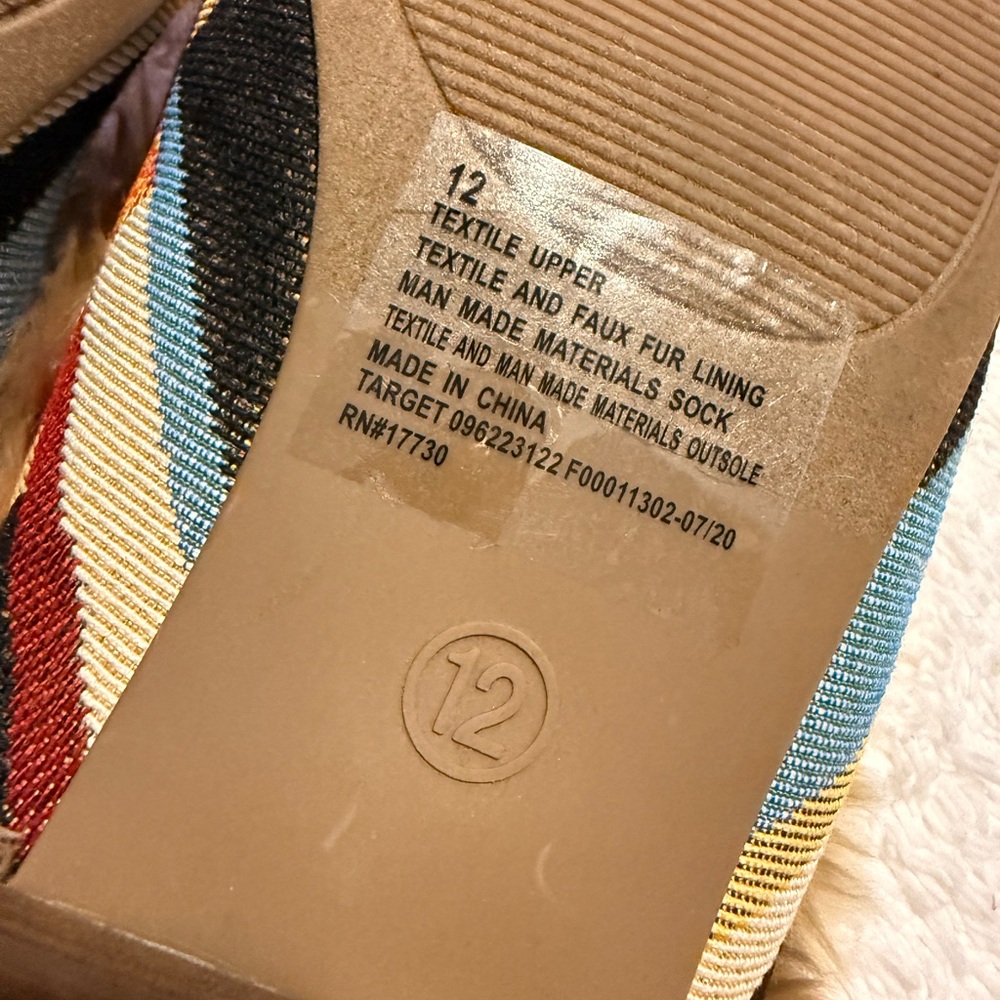 12
TEXTILE UPPER
TEXTILE AND FAUX FUR LINING
MAN MADE MATERIALS SOCK
TEXTILE AND MAN MADE MATERIALS OUTSOLE
MADE IN CHINA
TARGET 096223122 F00011302-07/20
RN#17730
12